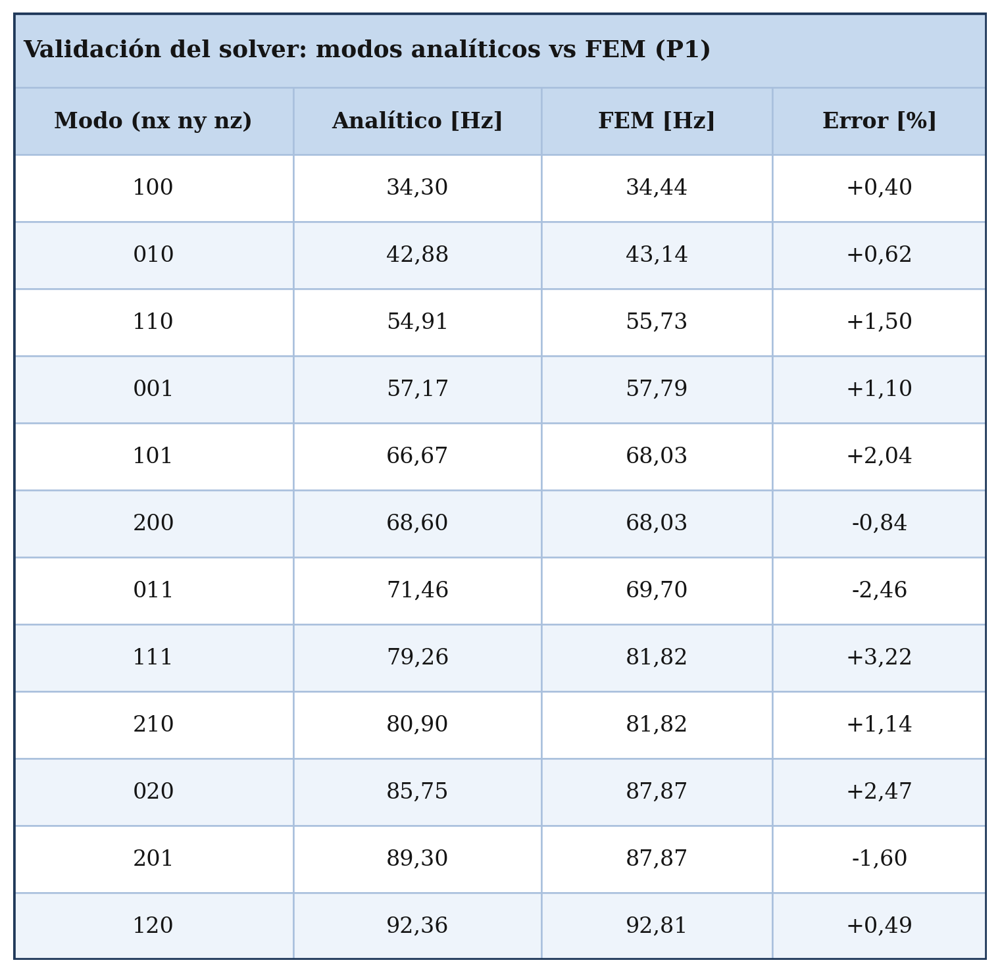 Validación del solver: modos analíticos vs FEM (P1)
Modo (nx ny nz) Analítico [Hz] FEM [Hz] Error [%]
100 34,30 34,44 +0,40
010 42,88 43,14 +0,62
110 54,91 55,73 +1,50
001 57,17 57,79 +1,10
101 66,67 68,03 +2,04
200 68,60 68,03 -0,84
011 71,46 69,70 -2,46
111 79,26 81,82 +3,22
210 80,90 81,82 +1,14
020 85,75 87,87 +2,47
201 89,30 87,87 -1,60
120 92,36 92,81 +0,49